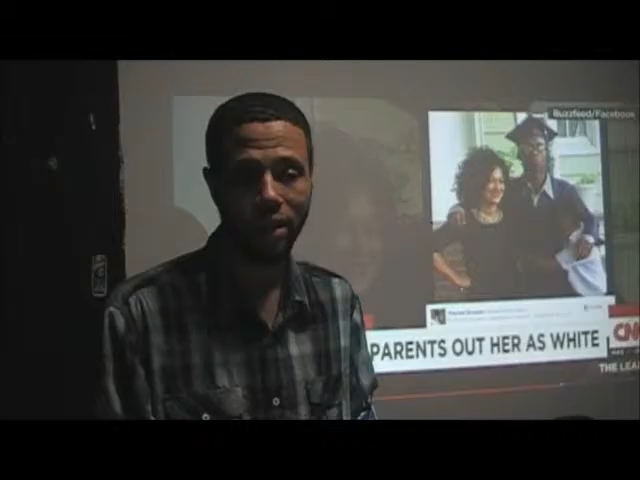 Buzzfeed/Facebook
PARENTS OUT HER AS WHITE
CNN
THE LEA